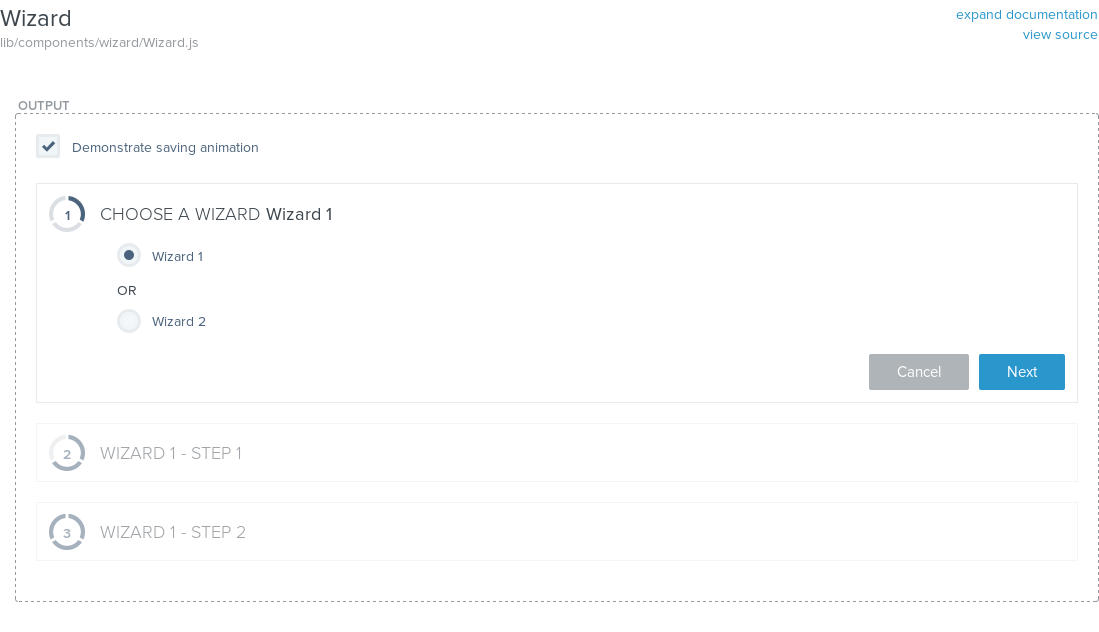 Wizard
expand documentation
lib/components/wizard/Wizard.js
view source
OUTPUT
Demonstrate saving animation
1 CHOOSE A WIZARD Wizard 1
Wizard 1
OR
Wizard 2
Cancel Next
2 WIZARD 1 - STEP 1
3 WIZARD 1 - STEP 2